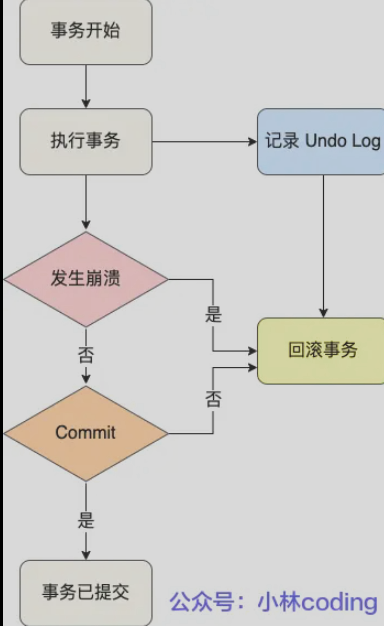 事务开始
执行事务
记录 Undo Log
发生崩溃
是
回滚事务
否
否
Commit
是
事务已提交
公众号：小林coding